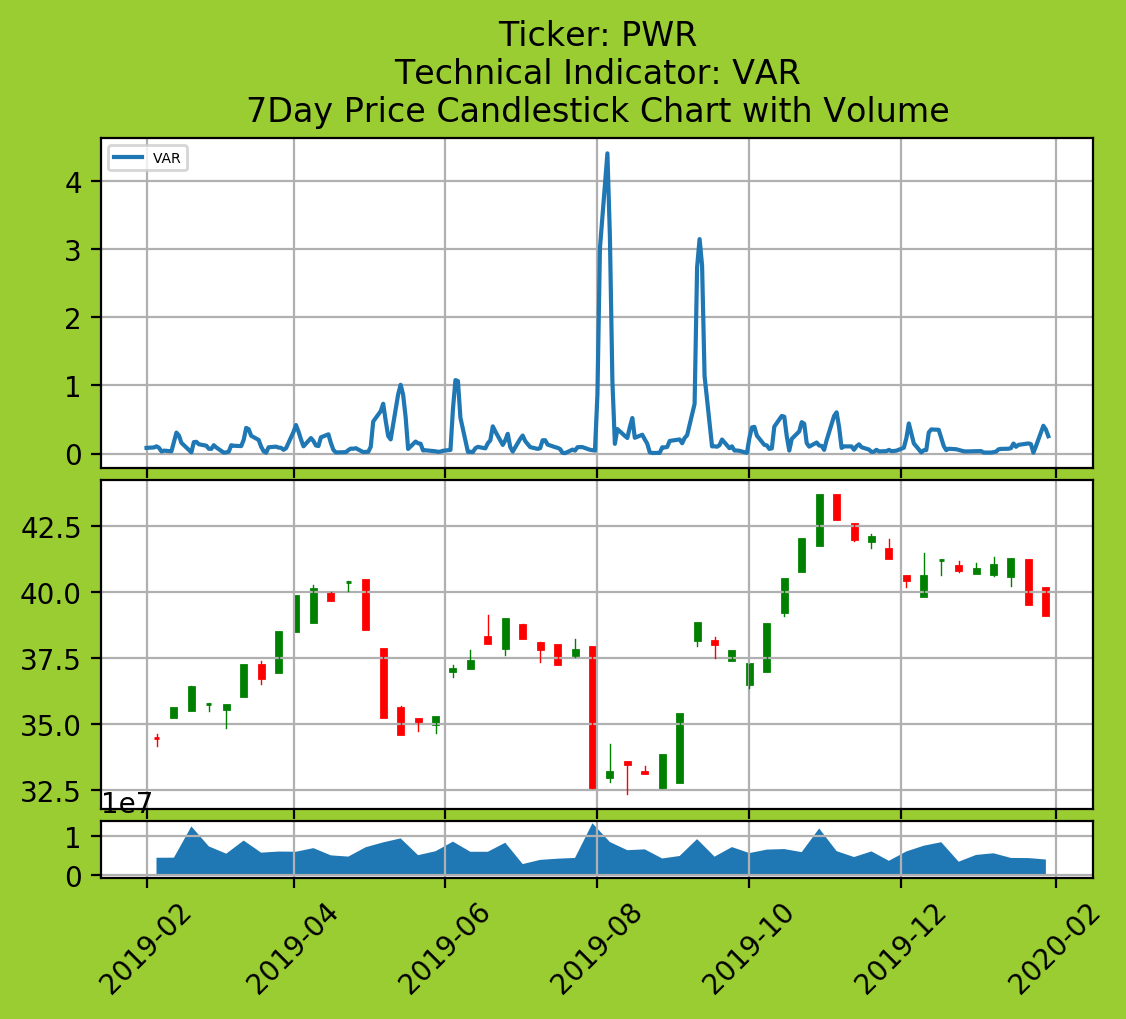 Ticker: PWR
Technical Indicator: VAR
7Day Price Candlestick Chart with Volume
VAR
4
3
2
1
0
42.5
40.0
37.5
35.0
32.5
1e7
1
0
2019-02 2019-04 2019-06 2019-08 2019-10 2019-12 2020-02